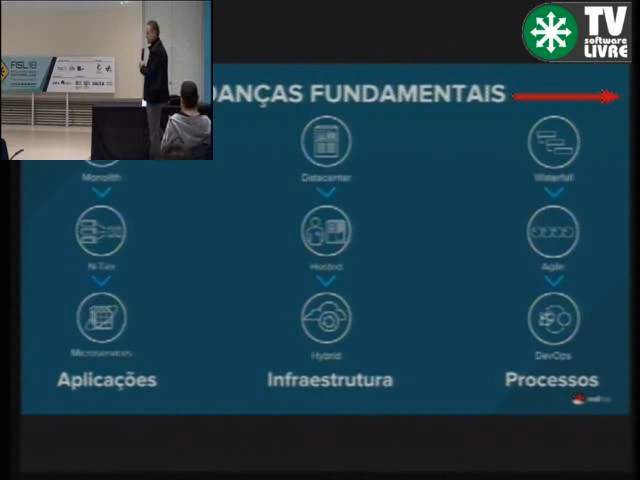 TV
software
LIVRE
FISL18
DANÇAS FUNDAMENTAIS
Monolith
Datacenter
Waterfall
N-Tier
Hosted
Agile
Microservices
Hybrid
DevOps
Aplicações
Infraestrutura
Processos